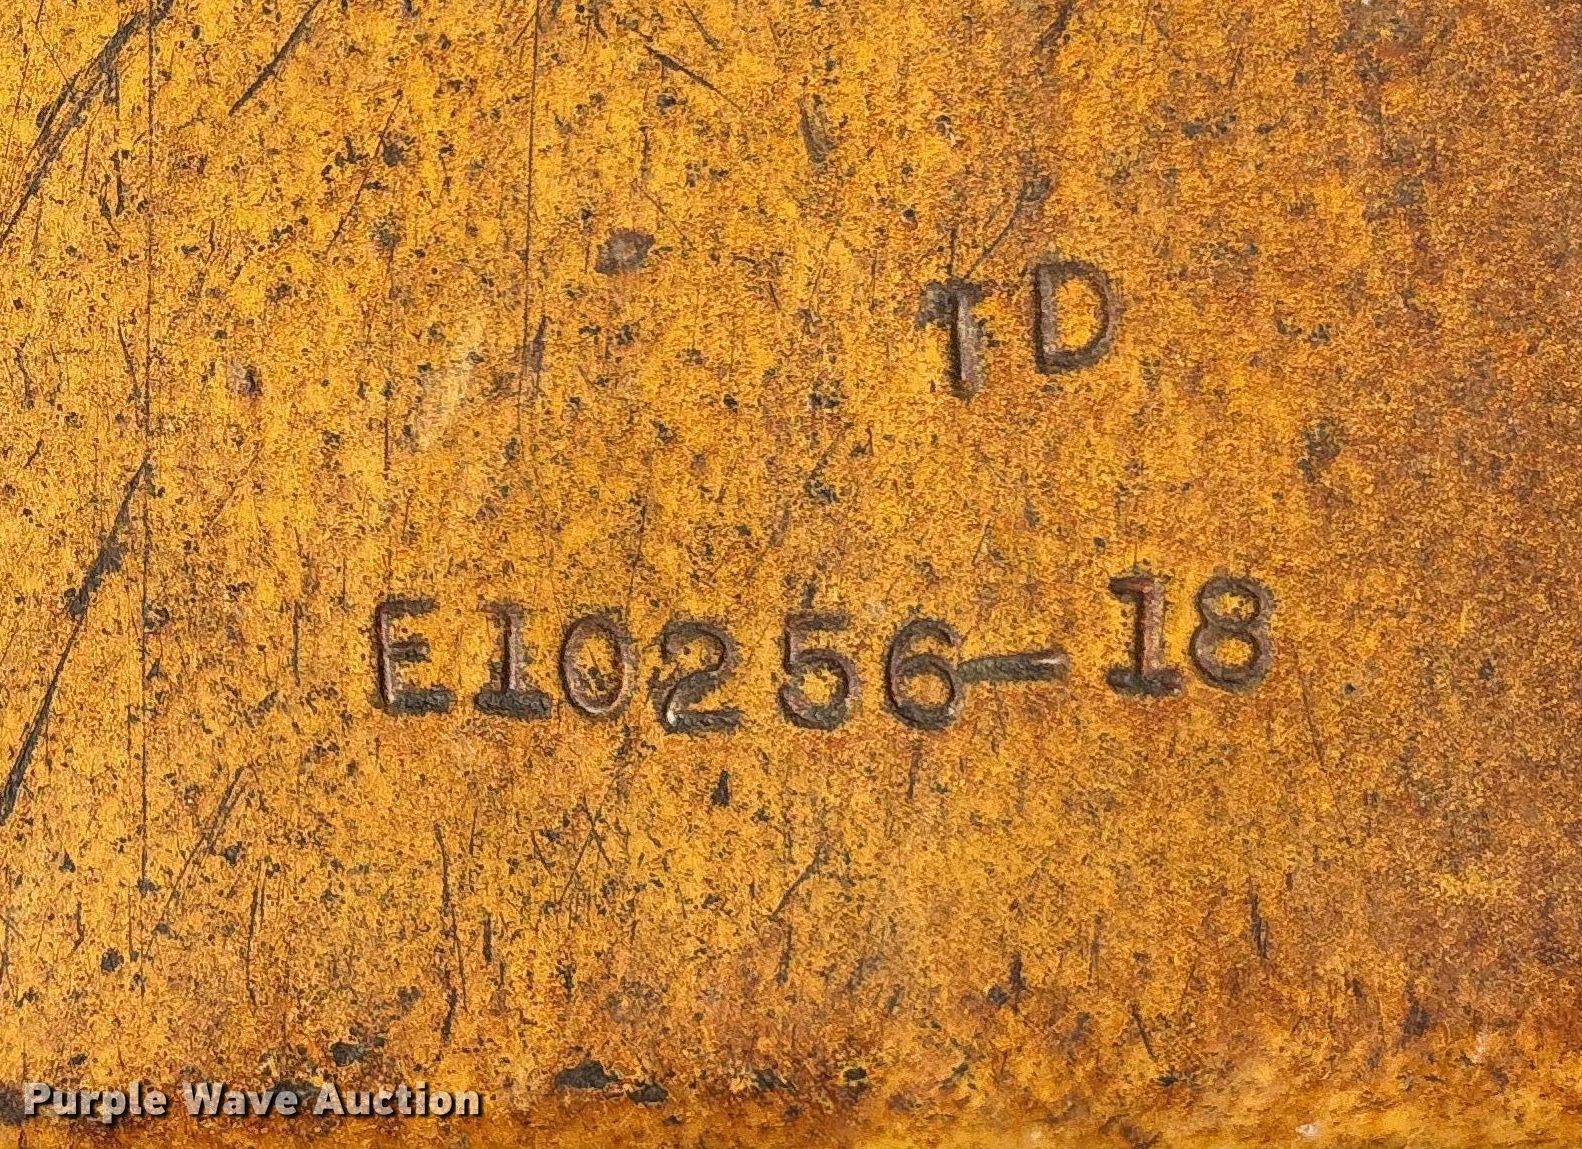 TD
E10256-18
Purple Wave Auction